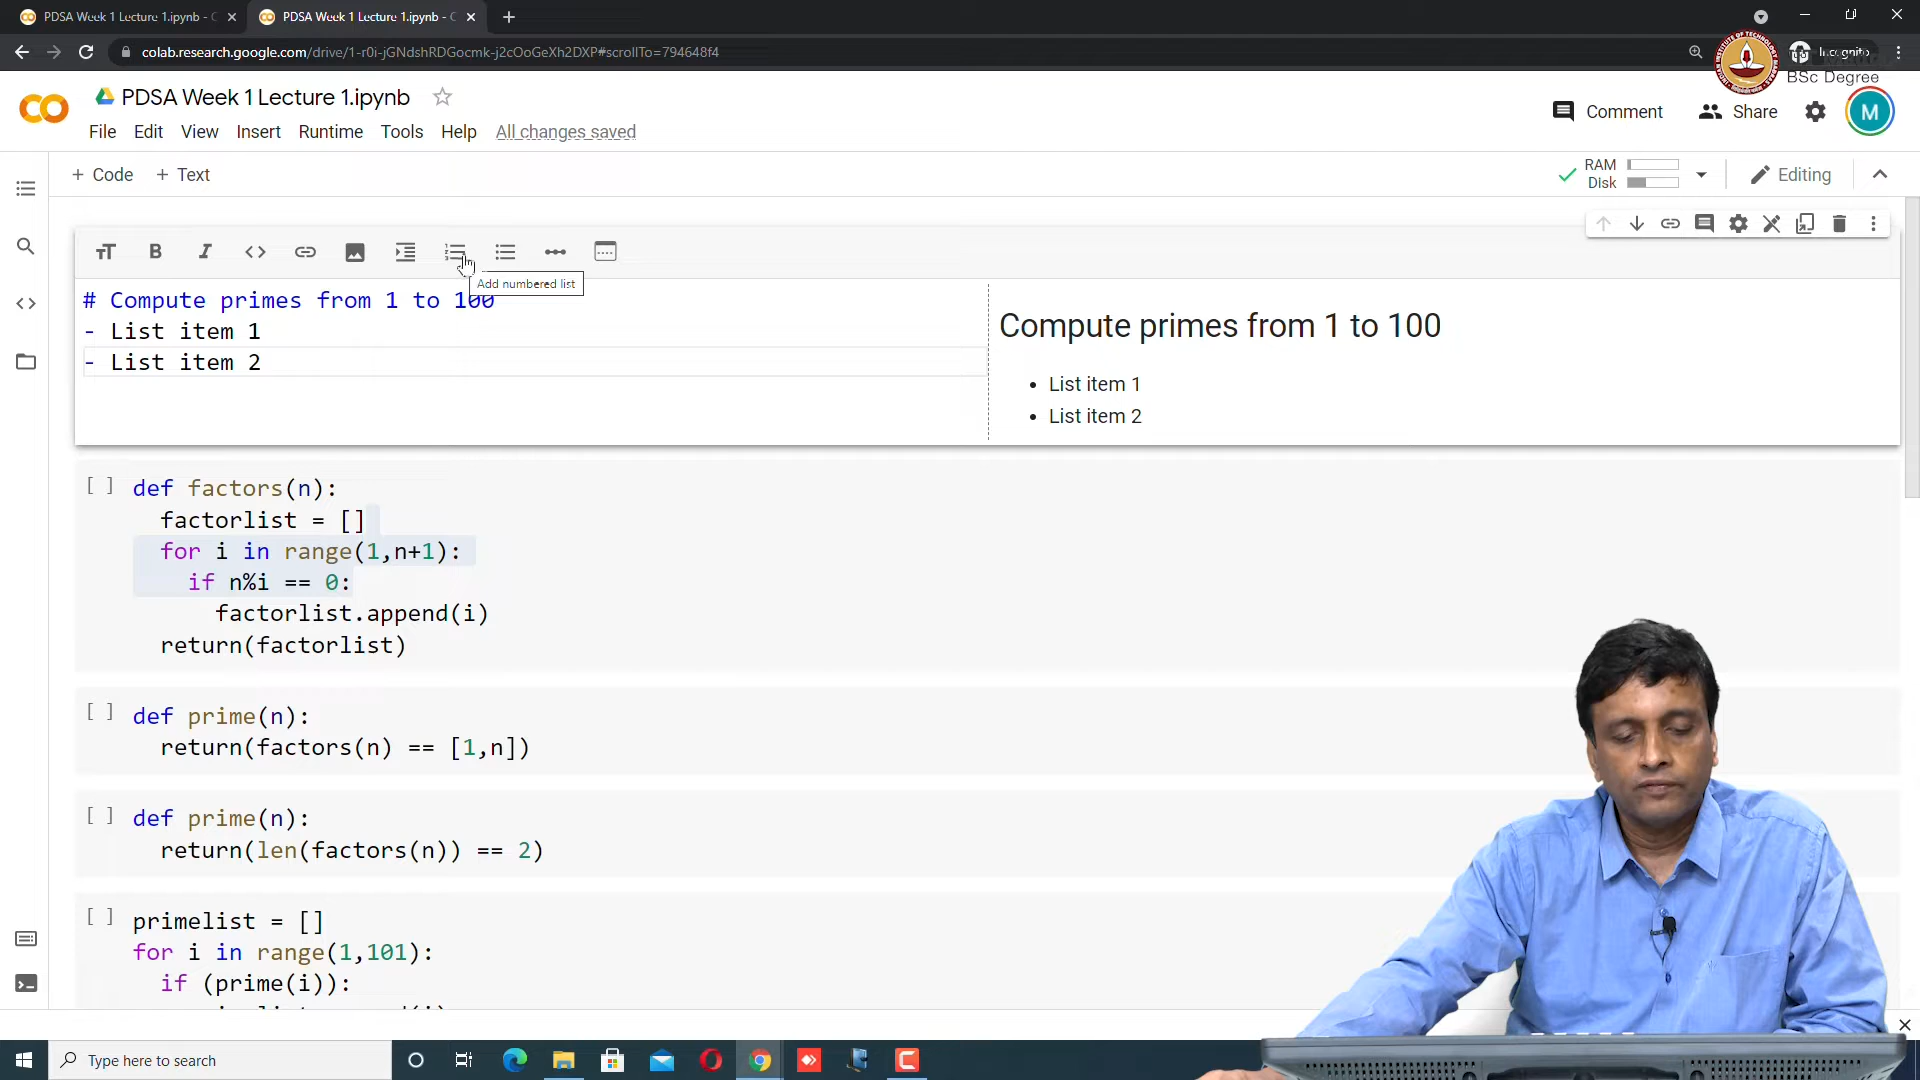 PDSA Week 1 Lecture 1.ipynb - C
PDSA Week 1 Lecture 1.ipynb - C
colab.research.google.com/drive/1-r0i-jGNdshRDGocmk-j2cOoGeXh2DXP#scrollTo=794648f4
Incognito
BSc Degree
PDSA Week 1 Lecture 1.ipynb
Comment
Share
M
File Edit View Insert Runtime Tools Help All changes saved
+ Code + Text
RAM
Disk
Editing
Add numbered list
# Compute primes from 1 to 100
- List item 1
- List item 2
Compute primes from 1 to 100
• List item 1
• List item 2
[ ] def factors(n):
factorlist = []
for i in range(1,n+1):
if n%i == 0:
factorlist.append(i)
return(factorlist)
[ ] def prime(n):
return(factors(n) == [1,n])
[ ] def prime(n):
return(len(factors(n)) == 2)
[ ] primelist = []
for i in range(1,101):
if (prime(i)):
Type here to search